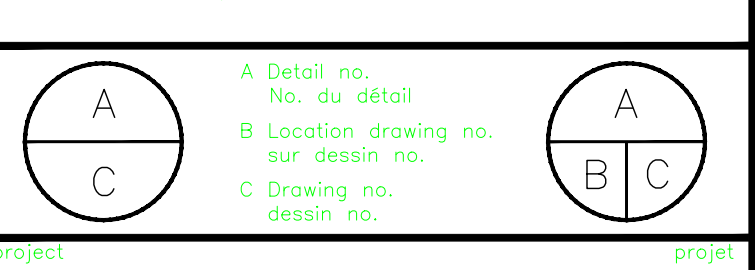 A
C
A Detail no.
No. du détail
B Location drawing no.
sur dessin no.
C Drawing no.
dessin no.
A
B C
project
projet